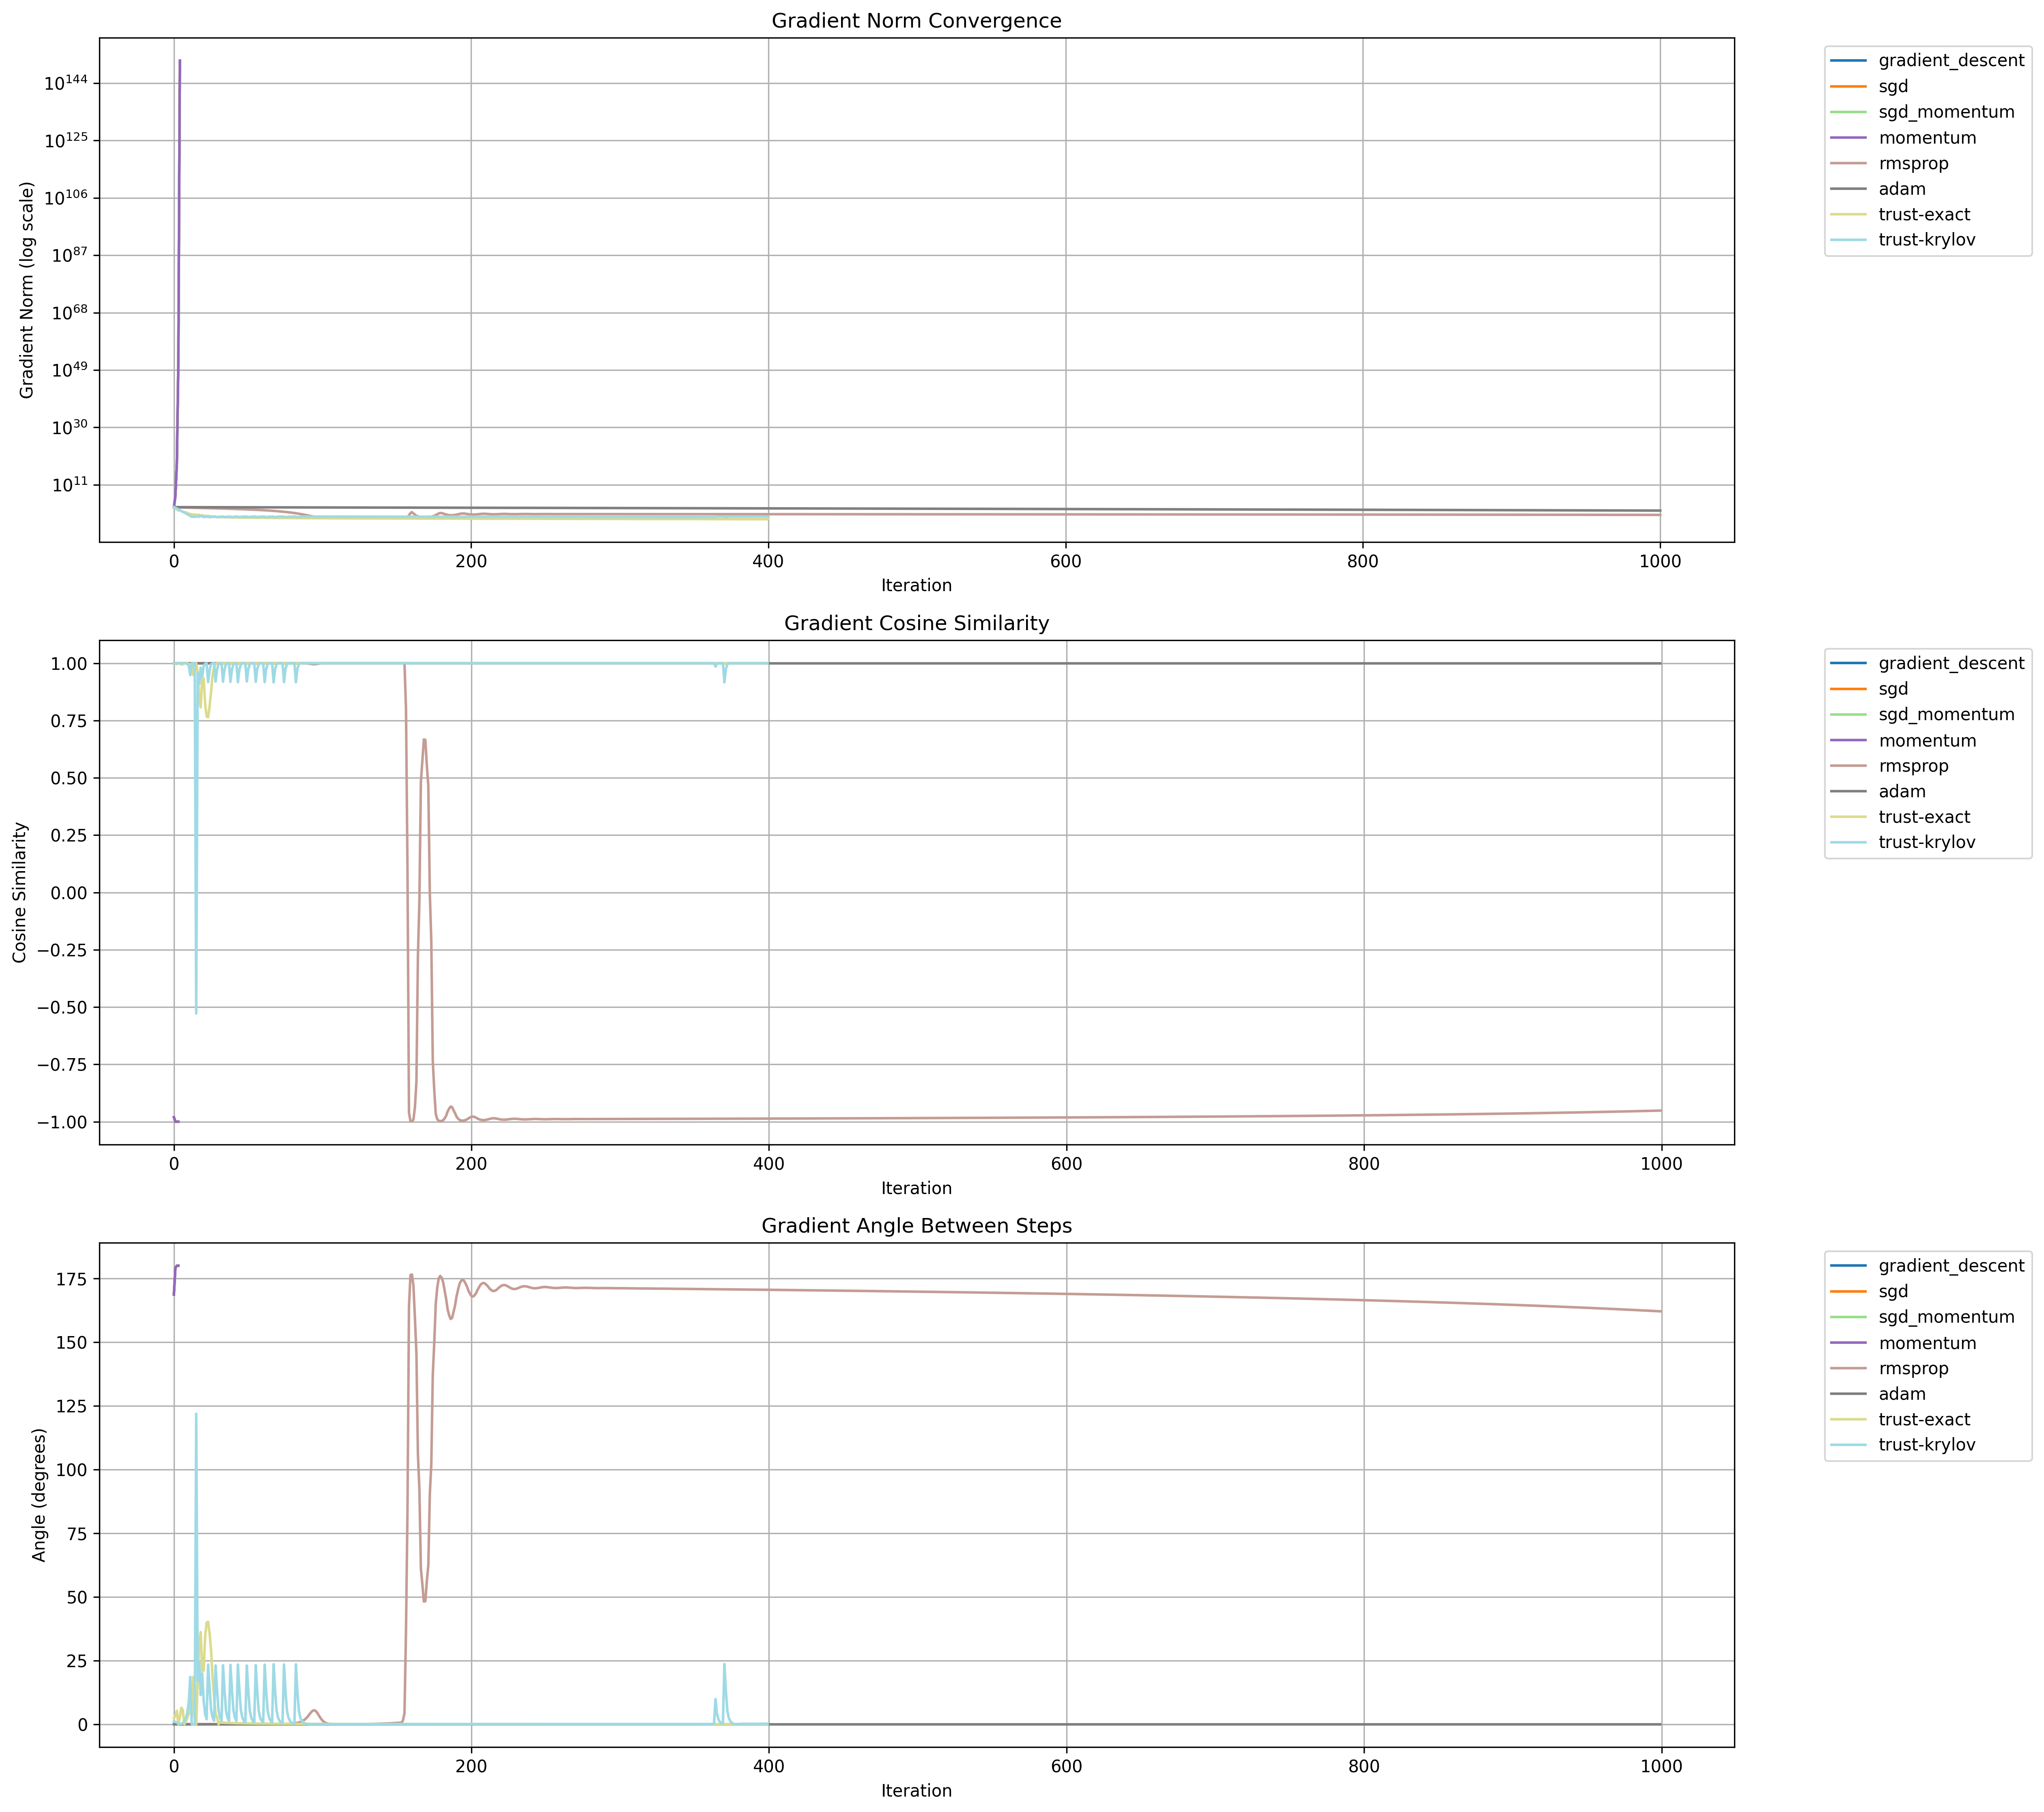 Gradient Norm Convergence
Gradient Norm (log scale)
10^144
10^125
10^106
10^87
10^68
10^49
10^30
10^11
0 200 400 600 800 1000
Iteration
gradient_descent
sgd
sgd_momentum
momentum
rmsprop
adam
trust-exact
trust-krylov
Gradient Cosine Similarity
Cosine Similarity
1.00
0.75
0.50
0.25
0.00
−0.25
−0.50
−0.75
−1.00
0 200 400 600 800 1000
Iteration
gradient_descent
sgd
sgd_momentum
momentum
rmsprop
adam
trust-exact
trust-krylov
Gradient Angle Between Steps
Angle (degrees)
175
150
125
100
75
50
25
0
0 200 400 600 800 1000
Iteration
gradient_descent
sgd
sgd_momentum
momentum
rmsprop
adam
trust-exact
trust-krylov